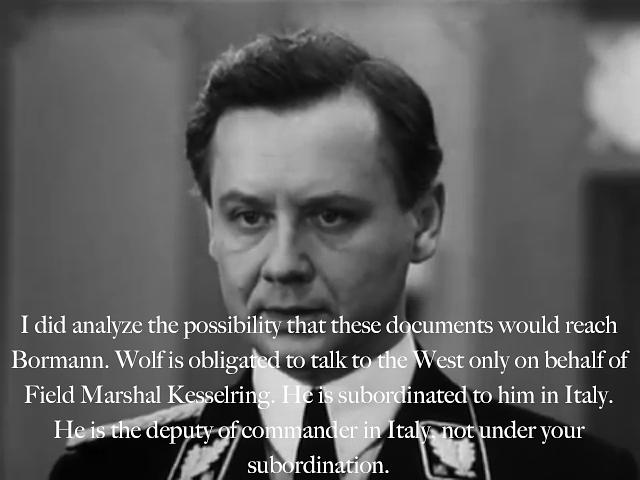 I did analyze the possibility that these documents would reach
Bormann. Wolf is obligated to talk to the West only on behalf of
Field Marshal Kesselring. He is subordinated to him in Italy.
He is the deputy of commander in Italy, not under your
subordination.